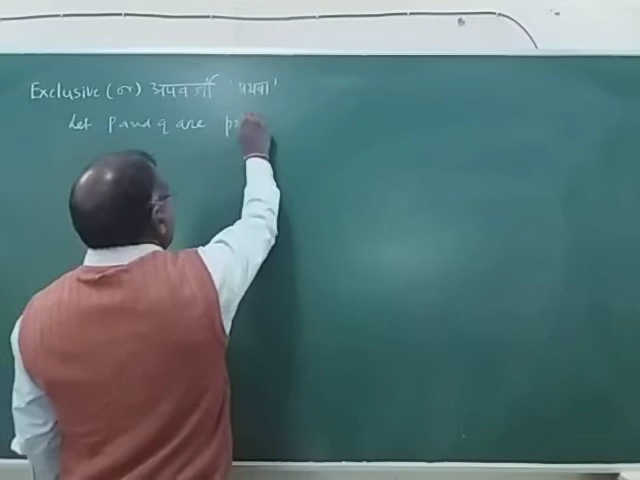 Exclusive (or) अपवर्जी 'अथवा'
Let p and q are